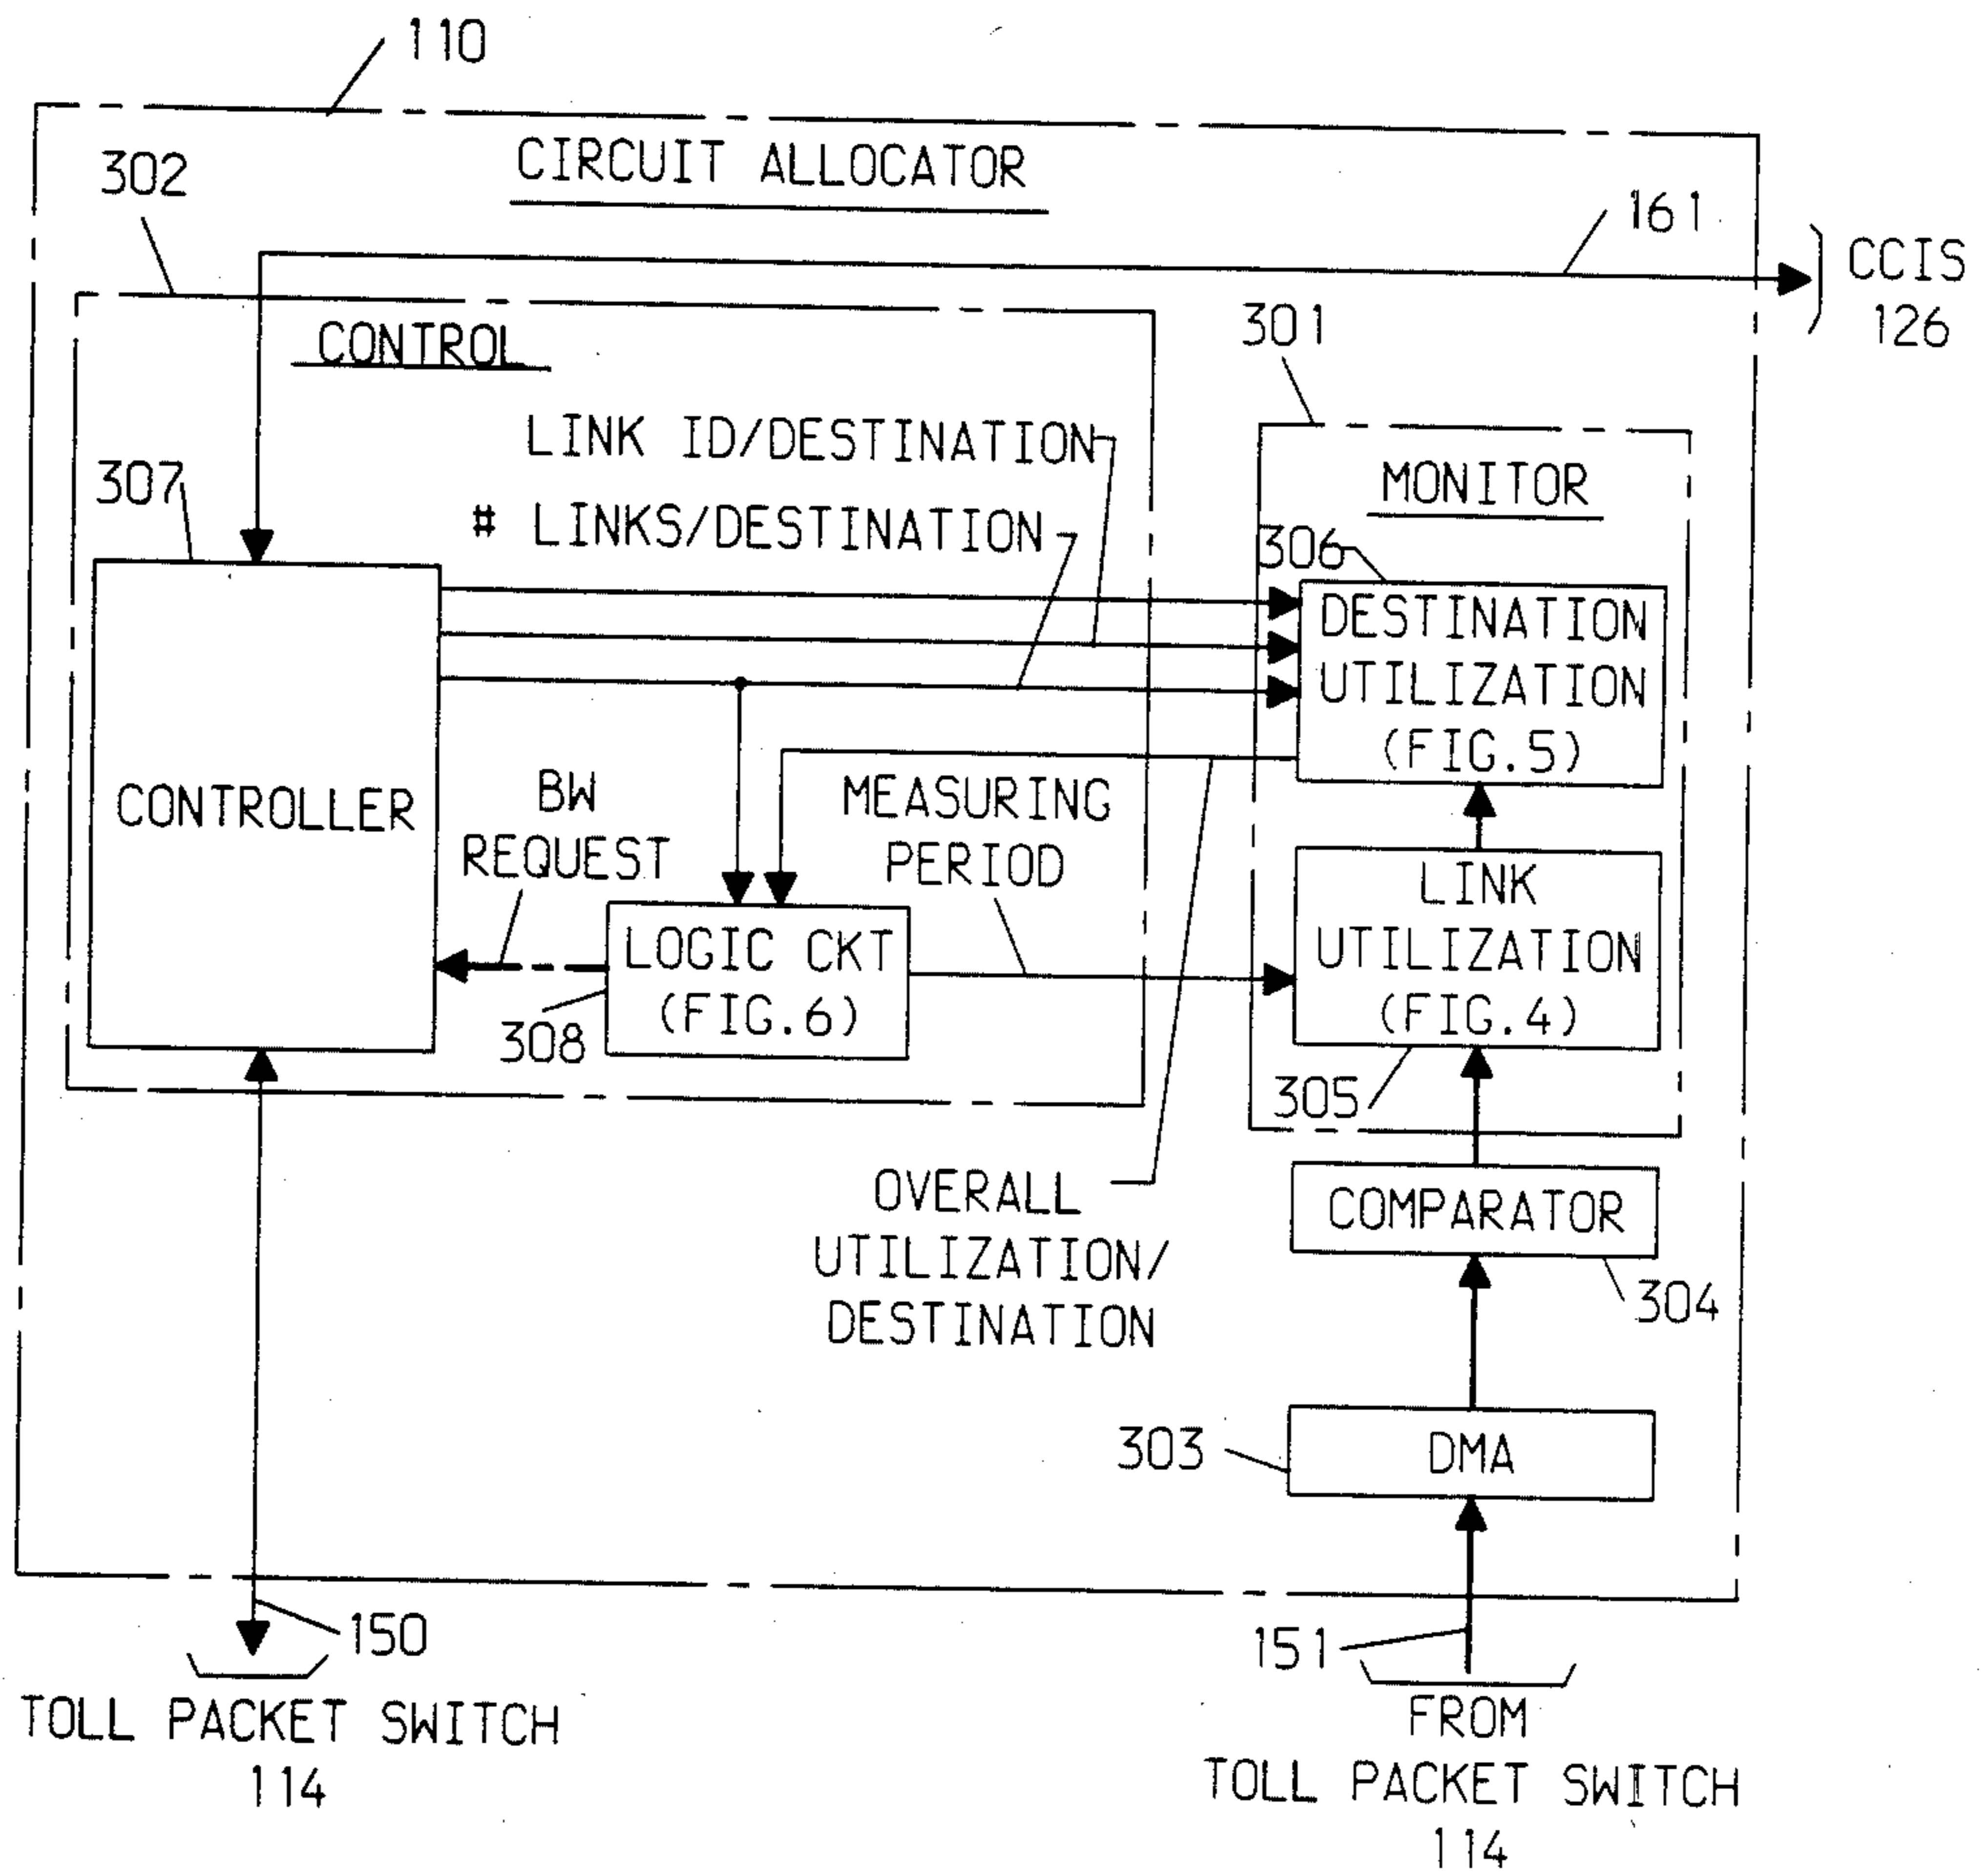 110
CIRCUIT ALLOCATOR
302
161
CCIS
126
301
CONTROL
LINK ID/DESTINATION
MONITOR
307
# LINKS/DESTINATION
306
DESTINATION
UTILIZATION
(FIG.5)
CONTROLLER
BW
REQUEST
MEASURING
PERIOD
LINK
UTILIZATION
(FIG.4)
LOGIC CKT
(FIG.6)
308
305
OVERALL
UTILIZATION/
DESTINATION
COMPARATOR
304
303
DMA
150
151
TOLL PACKET SWITCH
114
FROM
TOLL PACKET SWITCH
114